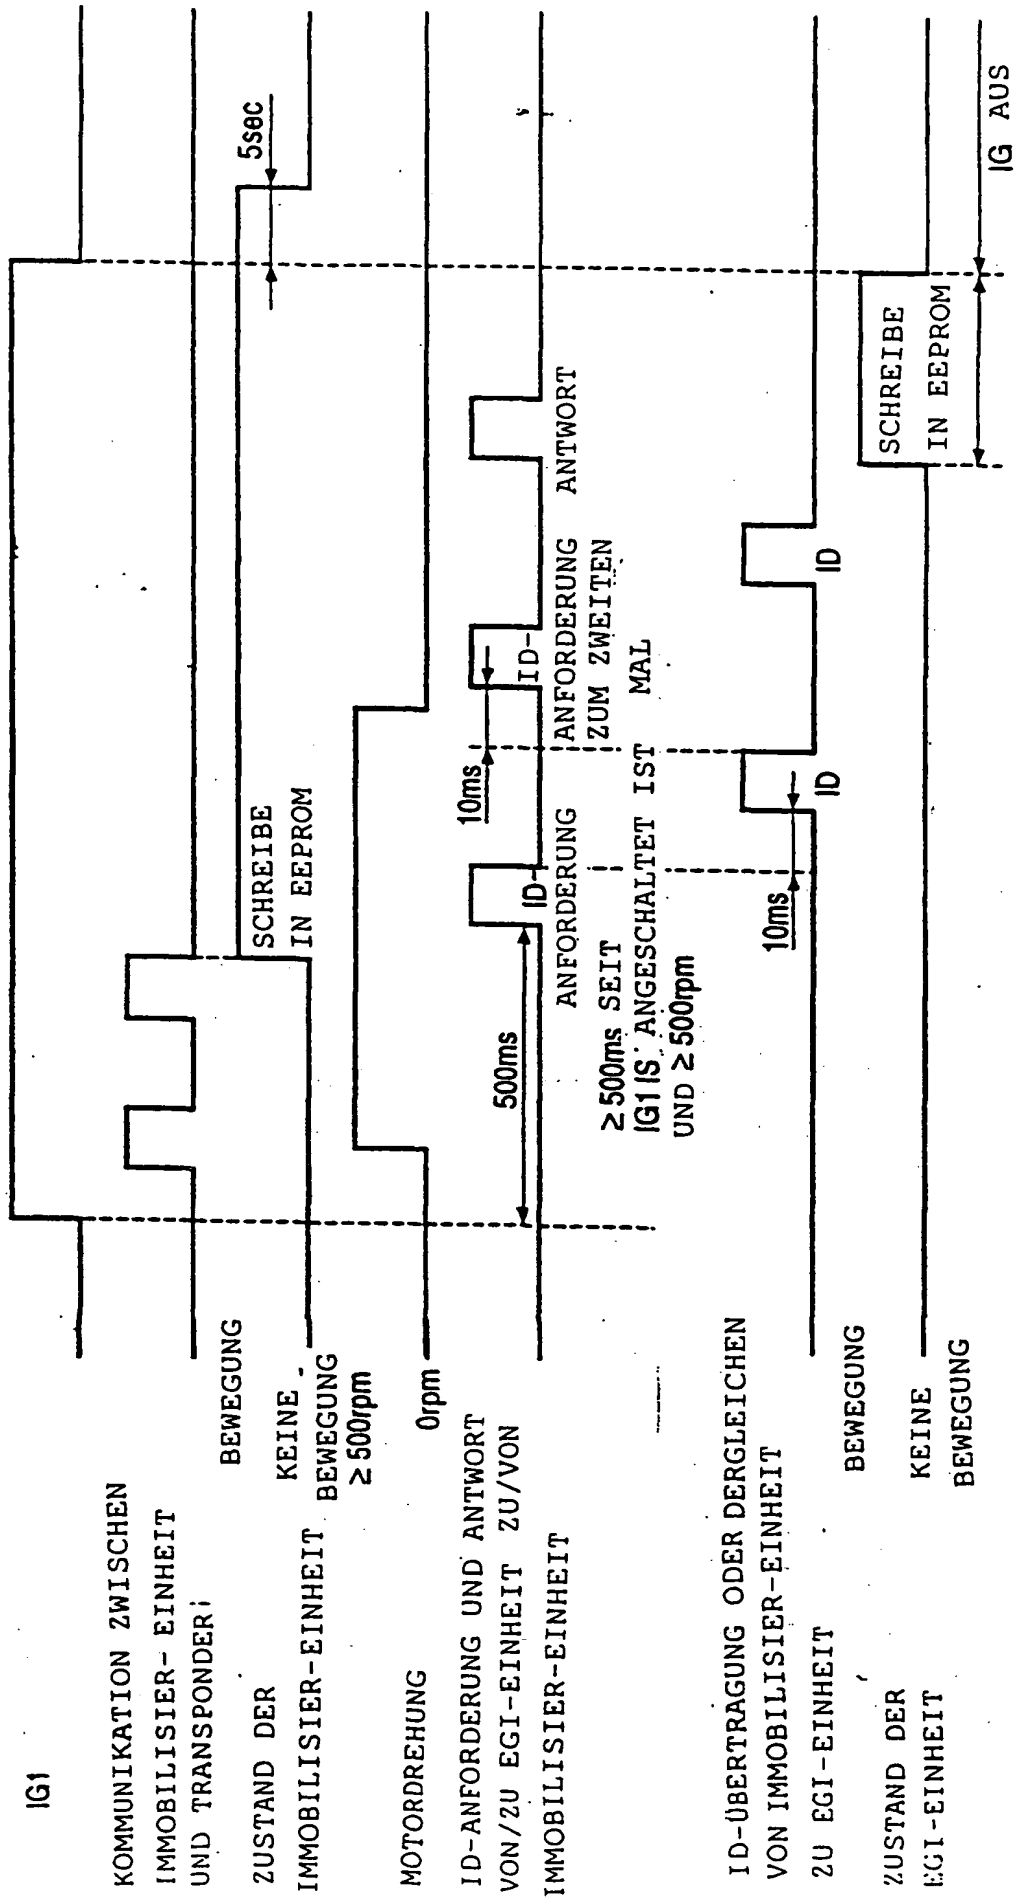 IG1
KOMMUNIKATION ZWISCHEN
IMMOBILISIER-EINHEIT
UND TRANSPONDER
ZUSTAND DER
IMMOBILISIER-EINHEIT
BEWEGUNG
KEINE
BEWEGUNG
SCHREIBE
IN EEPROM
5sec
MOTORDREHUNG
≥500rpm
0rpm
ID-ANFORDERUNG UND ANTWORT
VON/ZU EGI-EINHEIT ZU/VON
IMMOBILISIER-EINHEIT
500ms
ID-
ANFORDERUNG
10ms
ID-
ANFORDERUNG
ZUM ZWEITEN
MAL
ANTWORT
≥500ms SEIT
IG1 IS ANGESCHALTET IST
UND ≥500rpm
ID-ÜBERTRAGUNG ODER DERGLEICHEN
VON IMMOBILISIER-EINHEIT
ZU EGI-EINHEIT
10ms
ID
ID
ZUSTAND DER
EGI-EINHEIT
BEWEGUNG
KEINE
BEWEGUNG
SCHREIBE
IN EEPROM
IG AUS